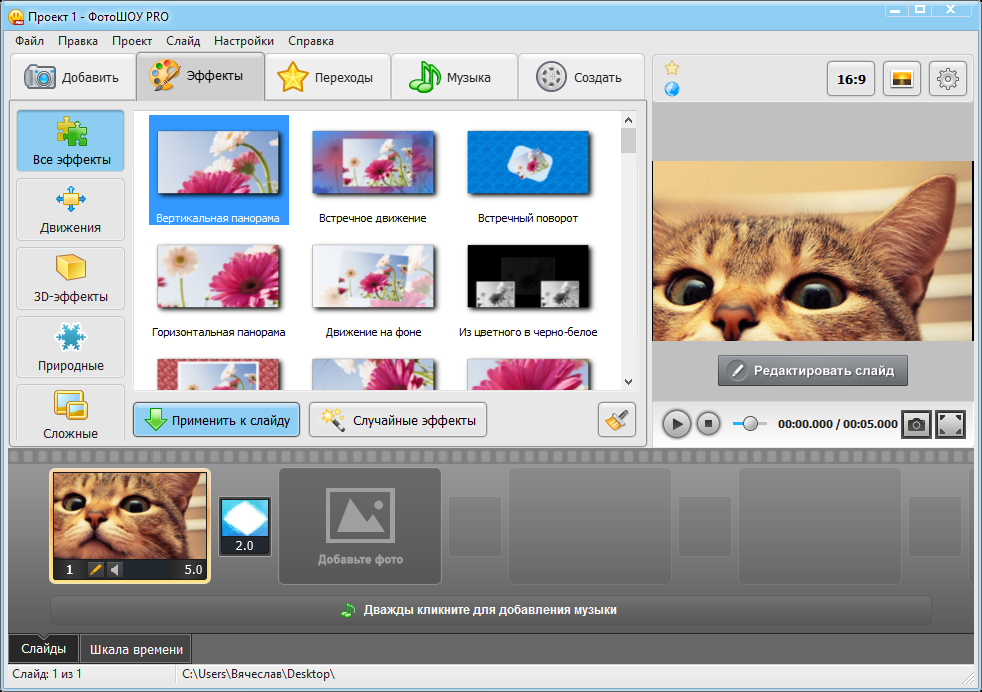 Проект 1 - ФотоШОУ PRO
Файл Правка Проект Слайд Настройки Справка
Добавить Эффекты Переходы Музыка Создать
16:9
Все эффекты
Движения
3D-эффекты
Природные
Сложные
Вертикальная панорама Встречное движение Встречный поворот
Горизонтальная панорама Движение на фоне Из цветного в черно-белое
Применить к слайду Случайные эффекты
Редактировать слайд
00:00.000 / 00:05.000
1 5.0
2.0
Добавьте фото
Дважды кликните для добавления музыки
Слайды Шкала времени
Слайд: 1 из 1 C:\Users\Вячеслав\Desktop\